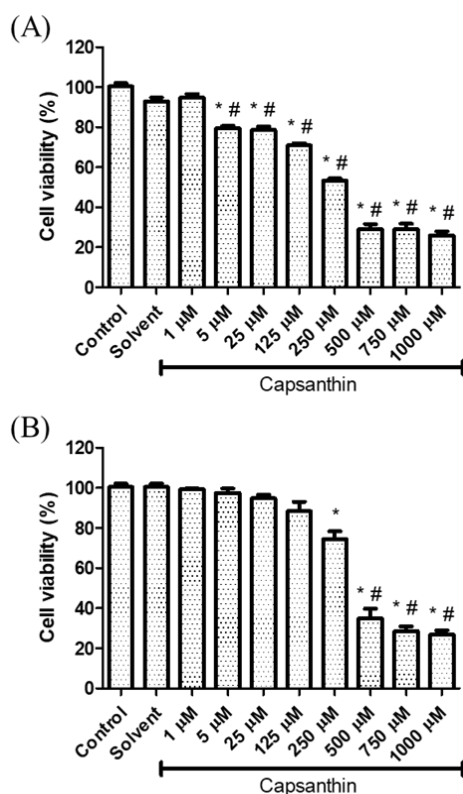 (A)
120
100
80
60
40
20
0
Cell viability (%)
* # * # * # * # * # * # * #
Control Solvent 1 µM 5 µM 25 µM 125 µM 250 µM 500 µM 750 µM 1000 µM
Capsanthin
(B)
120
100
80
60
40
20
0
Cell viability (%)
* * # * # * #
Control Solvent 1 µM 5 µM 25 µM 125 µM 250 µM 500 µM 750 µM 1000 µM
Capsanthin